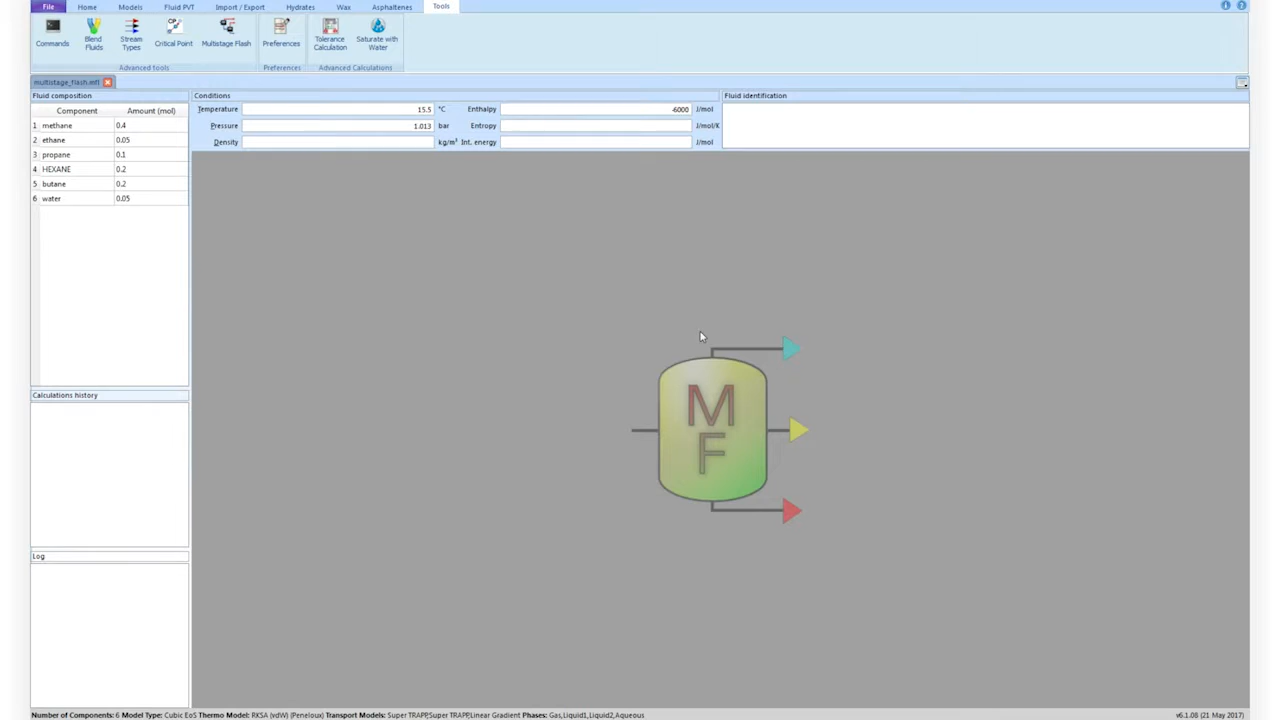 File Home Models Fluid PVT Import / Export Hydrates Wax Asphaltenes Tools
Commands Blend Fluids Stream Types Critical Point Multistage Flash Preferences Tolerance Calculation Saturate with Water
Advanced tools Preferences Advanced Calculations
multistage_flash.mfl
Fluid composition Conditions Fluid identification
Component Amount (mol)
1 methane 0.4
2 ethane 0.05
3 propane 0.1
4 HEXANE 0.2
5 butane 0.2
6 water 0.05
Temperature 15.5 °C Enthalpy -6000 J/mol
Pressure 1.013 bar Entropy J/mol/K
Density kg/m³ Int. energy J/mol
M
F
Calculations history
Log
Number of Components: 6 Model Type: Cubic EoS Thermo Model: RKSA (vdW) (Peneloux) Transport Models: Super TRAPP,Super TRAPP,Linear Gradient Phases: Gas,Liquid1,Liquid2,Aqueous v6.1.08 (21 May 2017)